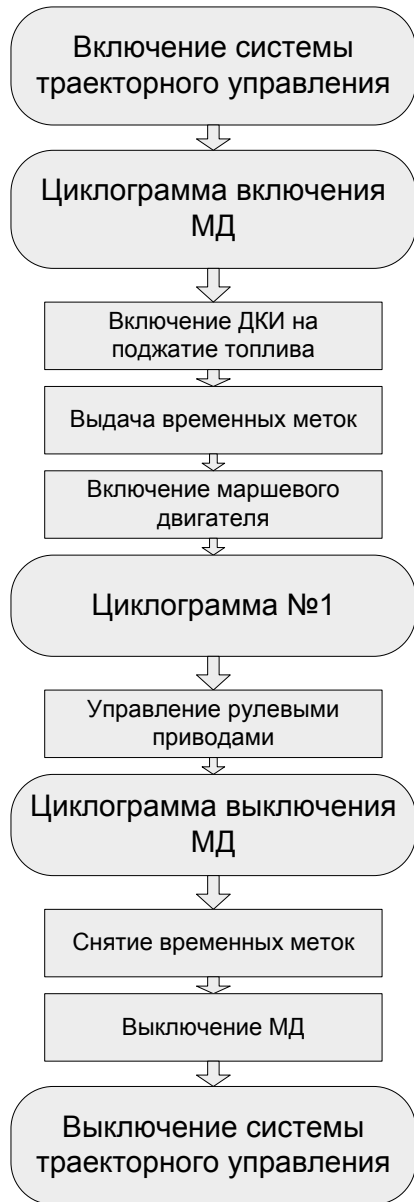 Включение системы
траекторного управления
Циклограмма включения
МД
Включение ДКИ на
поджатие топлива
Выдача временных меток
Включение маршевого
двигателя
Циклограмма №1
Управление рулевыми
приводами
Циклограмма выключения
МД
Снятие временных меток
Выключение МД
Выключение системы
траекторного управления